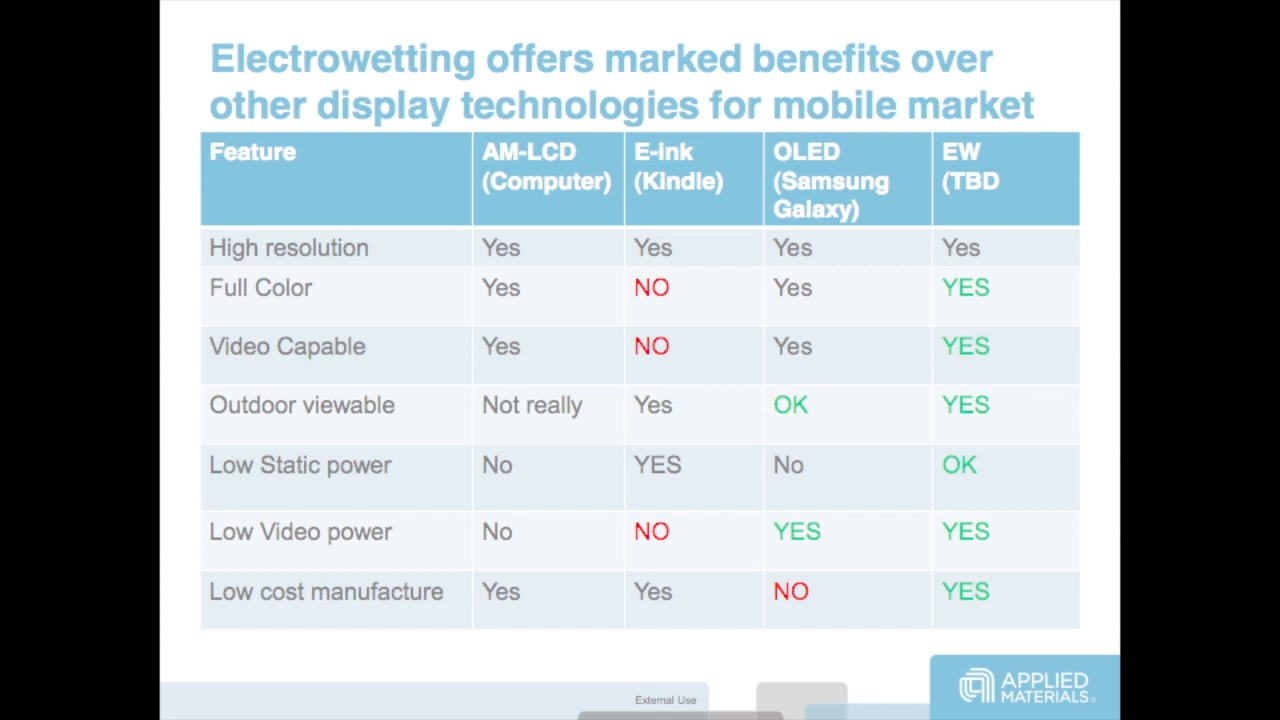 Electrowetting offers marked benefits over
other display technologies for mobile market
Feature AM-LCD (Computer) E-ink (Kindle) OLED (Samsung Galaxy) EW (TBD
High resolution Yes Yes Yes Yes
Full Color Yes NO Yes YES
Video Capable Yes NO Yes YES
Outdoor viewable Not really Yes OK YES
Low Static power No YES No OK
Low Video power No NO YES YES
Low cost manufacture Yes Yes NO YES
External Use
APPLIED
MATERIALS®